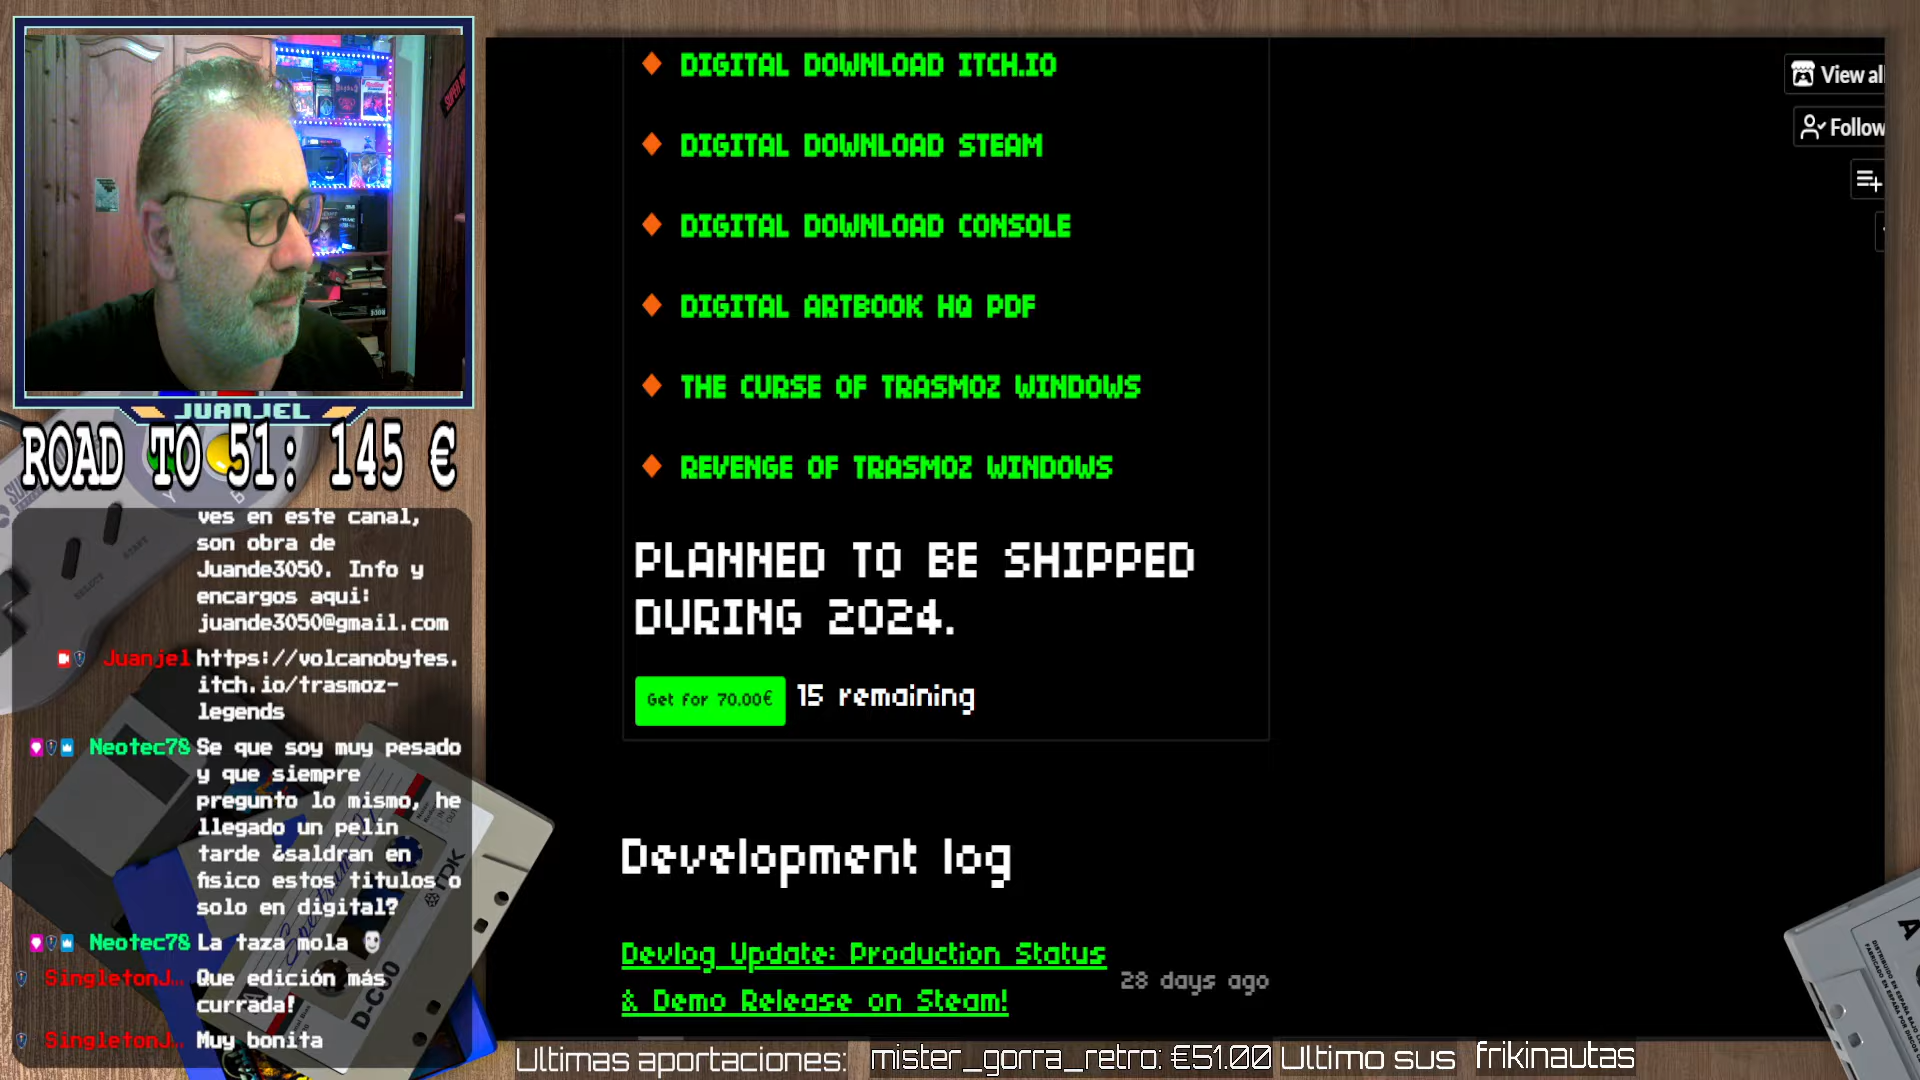 JUANJEL
ROAD TO 51: 145 €
ves en este canal,
son obra de
Juande3050. Info y
encargos aqui:
juande3050@gmail.com
Juanjel https://volcanobytes.
itch.io/trasmoz-
legends
Neotec78 Se que soy muy pesado
y que siempre
pregunto lo mismo, he
llegado un pelin
tarde ¿saldran en
fisico estos titulos o
solo en digital?
Neotec78 La taza mola
SingletonJ... Que edición más
currada!
SingletonJ... Muy bonita
DIGITAL DOWNLOAD ITCH.IO
DIGITAL DOWNLOAD STEAM
DIGITAL DOWNLOAD CONSOLE
DIGITAL ARTBOOK HQ PDF
THE CURSE OF TRASMOZ WINDOWS
REVENGE OF TRASMOZ WINDOWS
PLANNED TO BE SHIPPED
DURING 2024.
Get for 70.00€ 15 remaining
Development log
Devlog Update: Production Status
& Demo Release on Steam!
28 days ago
View all
Follow
Ultimas aportaciones: mister_gorra_retro: €51.00 Ultimo sus frikinautas
TDK
D-C60